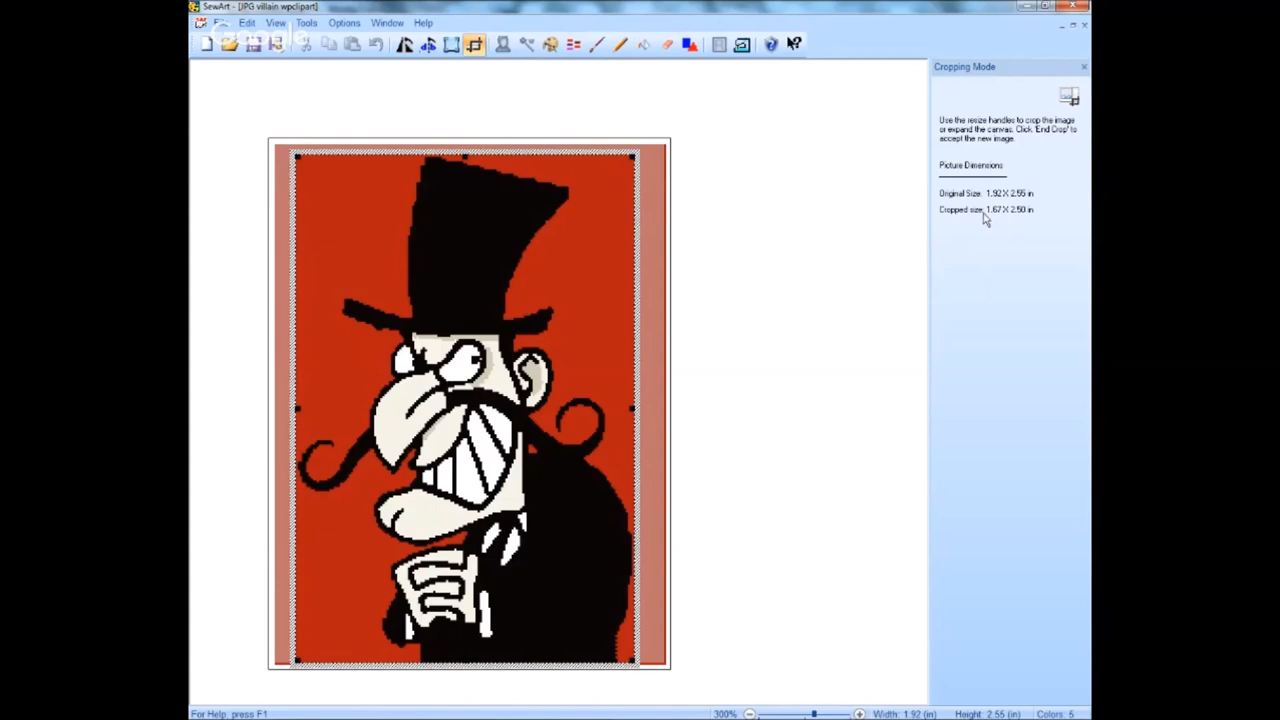 SewArt - [JPG villain wpclipart]
Edit View Tools Options Window Help
Google
Cropping Mode
Use the resize handles to crop the image
or expand the canvas. Click 'End Crop' to
accept the new image.
Picture Dimensions
Original Size: 1.92 X 2.55 in
Cropped size: 1.67 X 2.50 in
For Help, press F1
300%
Width: 1.92 (in)
Height: 2.55 (in)
Colors: 5